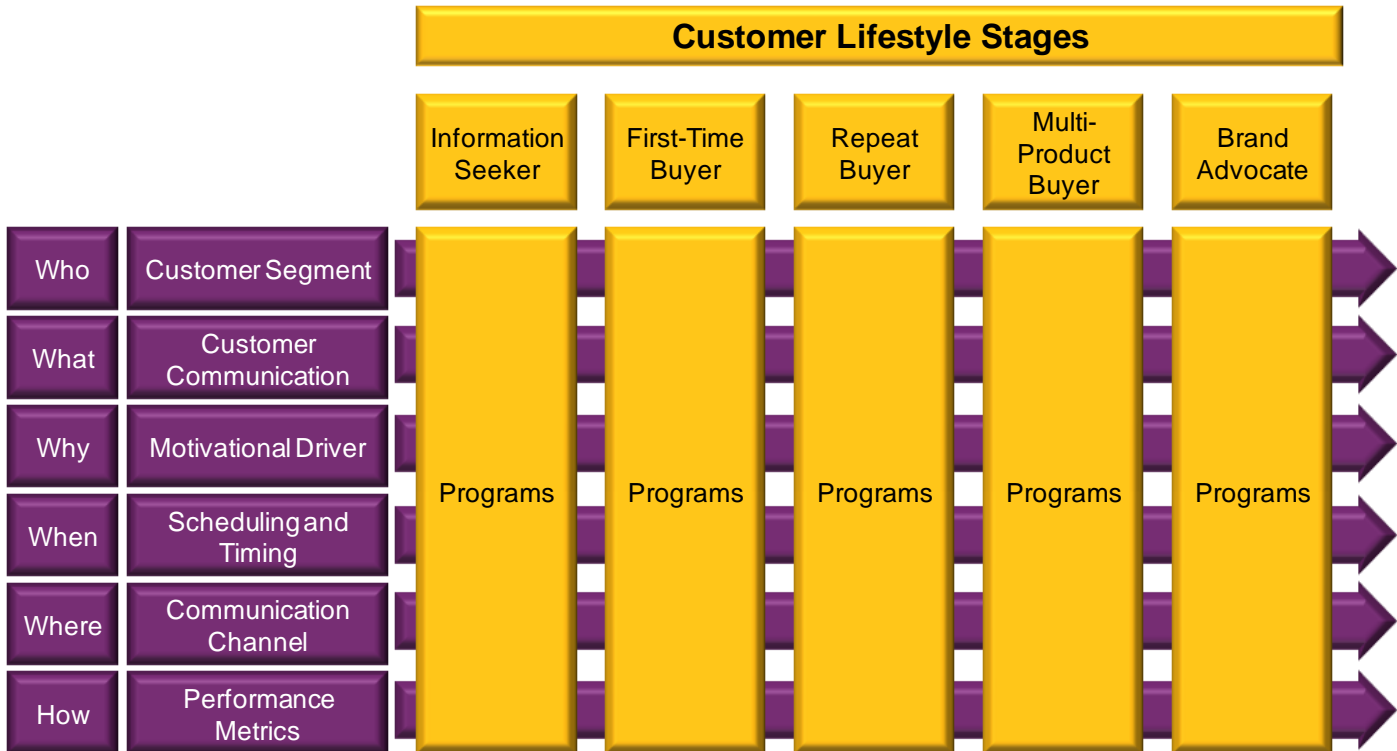 Customer Lifestyle Stages
Information
Seeker
First-Time
Buyer
Repeat
Buyer
Multi-
Product
Buyer
Brand
Advocate
Who
Customer Segment
What
Customer
Communication
Why
Motivational Driver
When
Scheduling and
Timing
Where
Communication
Channel
How
Performance
Metrics
Programs
Programs
Programs
Programs
Programs